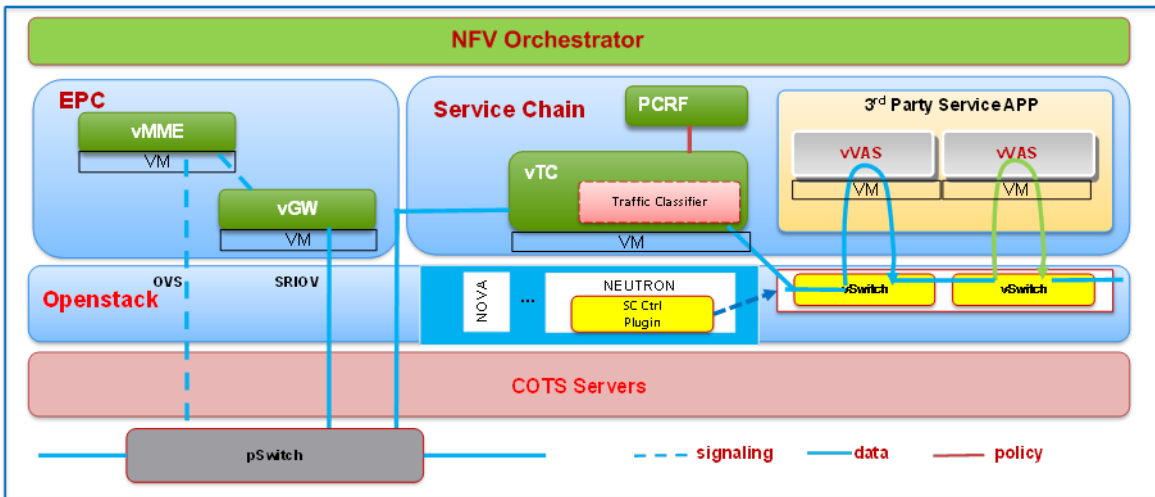 NFV Orchestrator
EPC
vMME
VM
vGW
VM
Service Chain
PCRF
vTC
Traffic Classifier
VM
3rd Party Service APP
vVAS
VM
vVAS
VM
Openstack
OVS
SRIOV
NOVA
...
NEUTRON
SC Ctrl
Plugin
vSwitch
vSwitch
COTS Servers
pSwitch
signaling
data
policy